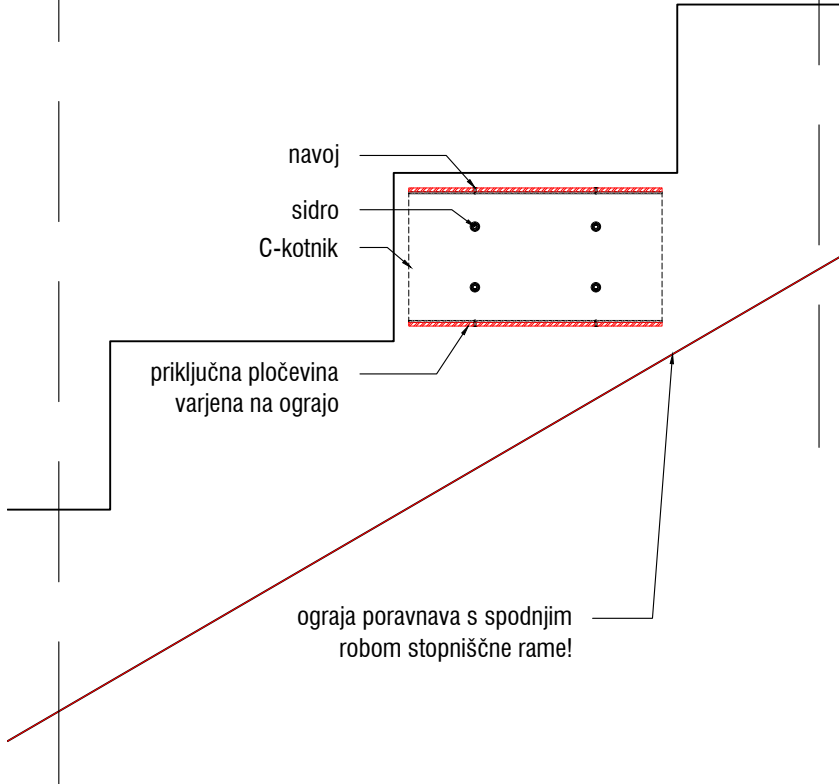 navoj
sidro
C-kotnik
priključna pločevina
varjena na ograjo
ograja poravnava s spodnjim
robom stopniščne rame!